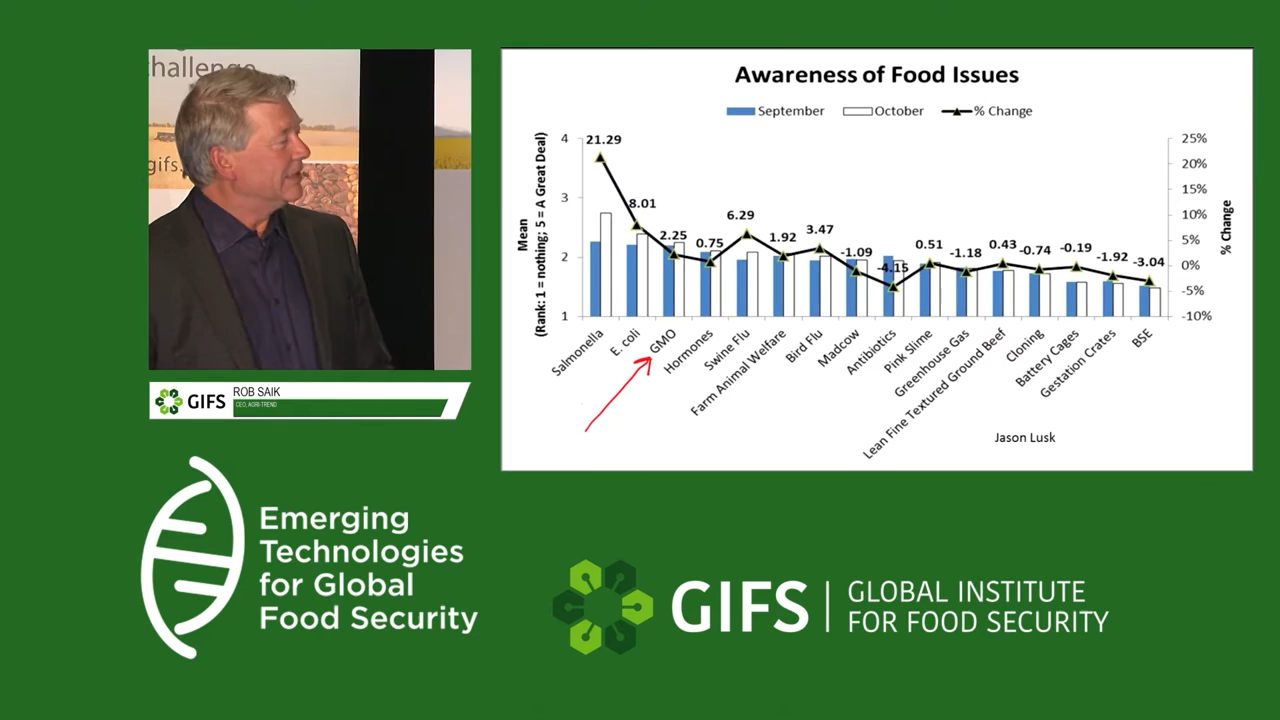 challenge
gifs.
GIFS
ROB SAIK
CEO, AGRI-TREND
Awareness of Food Issues
September
October
% Change
Mean
(Rank: 1 = nothing; 5 = A Great Deal)
4
3
2
1
21.29
8.01
2.25
0.75
6.29
1.92
3.47
-1.09
-4.15
0.51
-1.18
0.43
-0.74
-0.19
-1.92
-3.04
25%
20%
15%
10%
5%
0%
-5%
-10%
% Change
Salmonella
E. coli
GMO
Hormones
Swine Flu
Farm Animal Welfare
Bird Flu
Madcow
Antibiotics
Pink Slime
Greenhouse Gas
Lean Fine Textured Ground Beef
Cloning
Battery Cages
Gestation Crates
BSE
Jason Lusk
Emerging
Technologies
for Global
Food Security
GIFS
GLOBAL INSTITUTE
FOR FOOD SECURITY